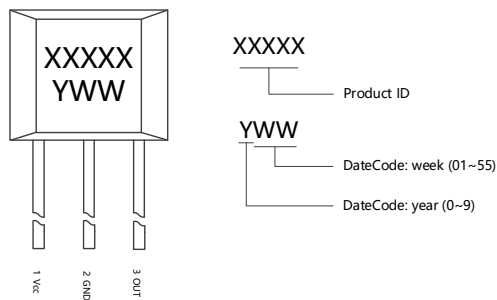 XXXXX
YWW
1 Vcc
2 GND
3 OUT
XXXXX
Product ID
YWW
DateCode: week (01~55)
DateCode: year (0~9)